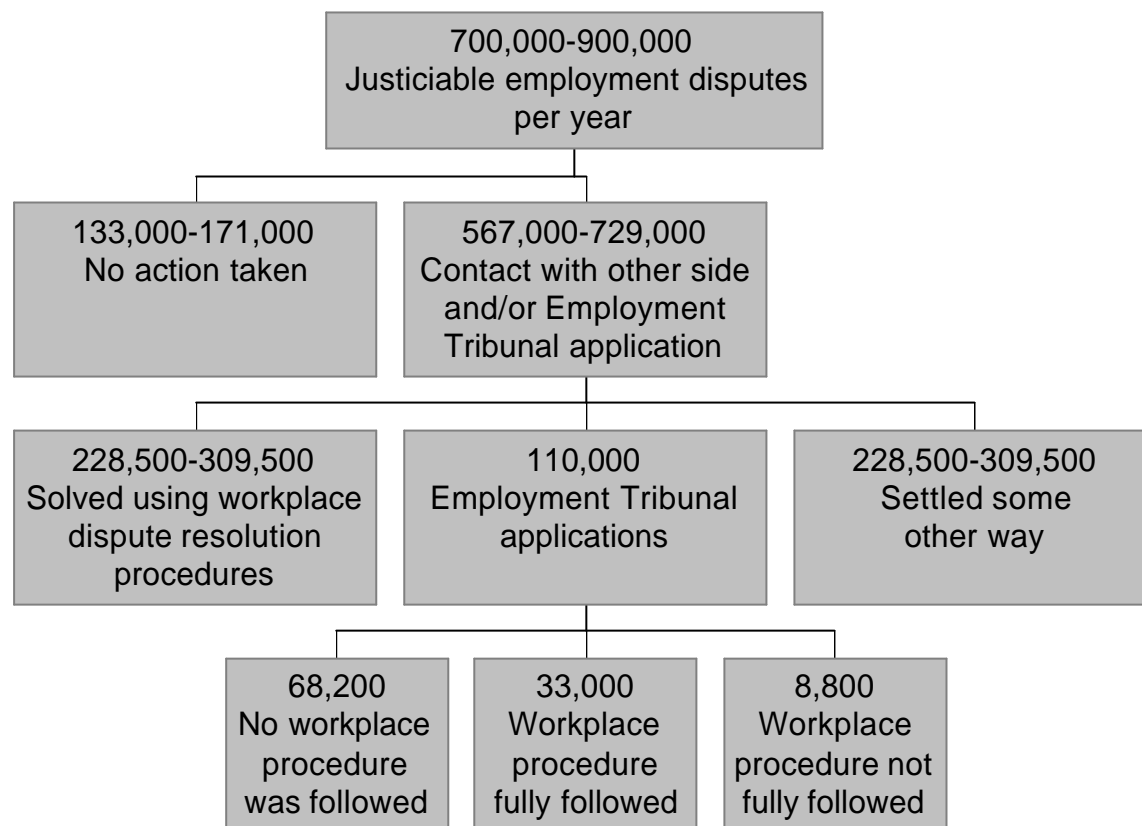 700,000-900,000
Justiciable employment disputes
per year
133,000-171,000
No action taken
567,000-729,000
Contact with other side
and/or Employment
Tribunal application
228,500-309,500
Solved using workplace
dispute resolution
procedures
110,000
Employment Tribunal
applications
228,500-309,500
Settled some
other way
68,200
No workplace
procedure
was followed
33,000
Workplace
procedure
fully followed
8,800
Workplace
procedure not
fully followed